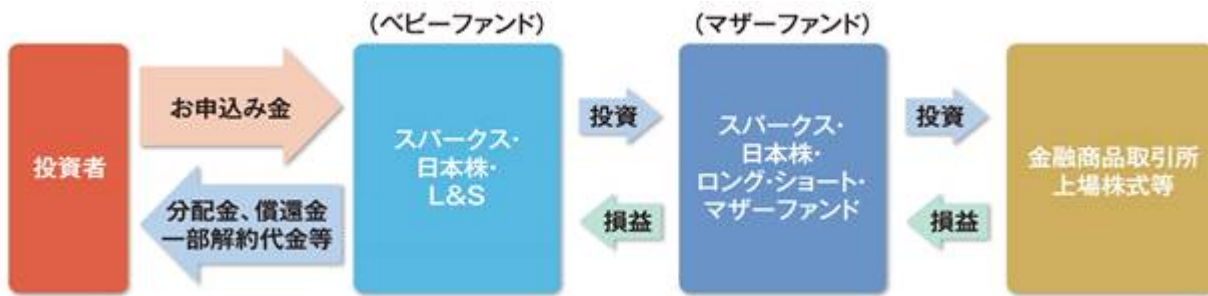 (ベビーファンド)
(マザーファンド)
投資者
お申込み金
分配金、償還金
一部解約代金等
スパークス・
日本株・
L&S
投資
損益
スパークス・
日本株・
ロング・ショート・
マザーファンド
投資
損益
金融商品取引所
上場株式等